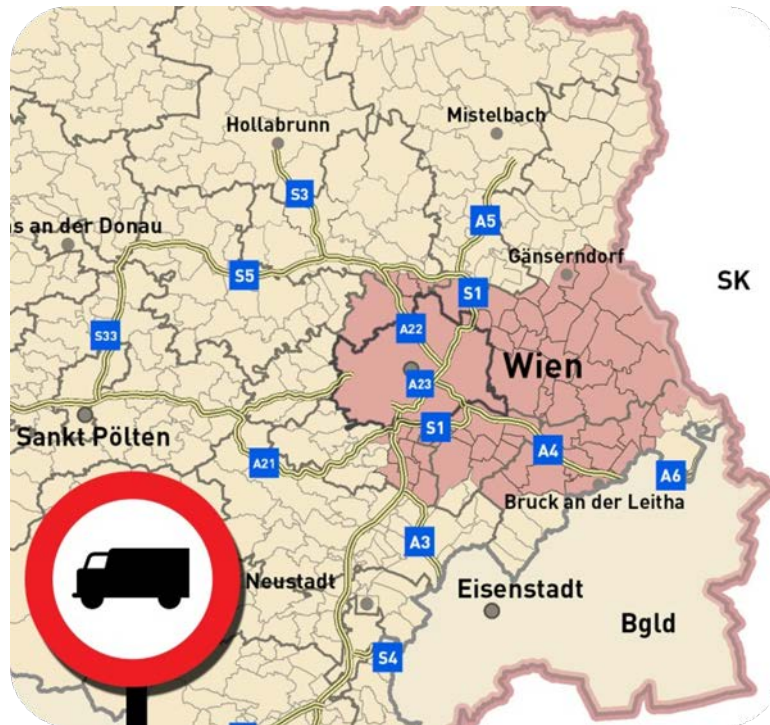 Mistelbach
Hollabrunn
S3
A5
s an der Donau
Gänserndorf
S5
SK
S1
A22
S33
Wien
A23
Sankt Pölten
S1
A4
A21
A6
Bruck an der Leitha
A3
Neustadt
Eisenstadt
Bgld
S4